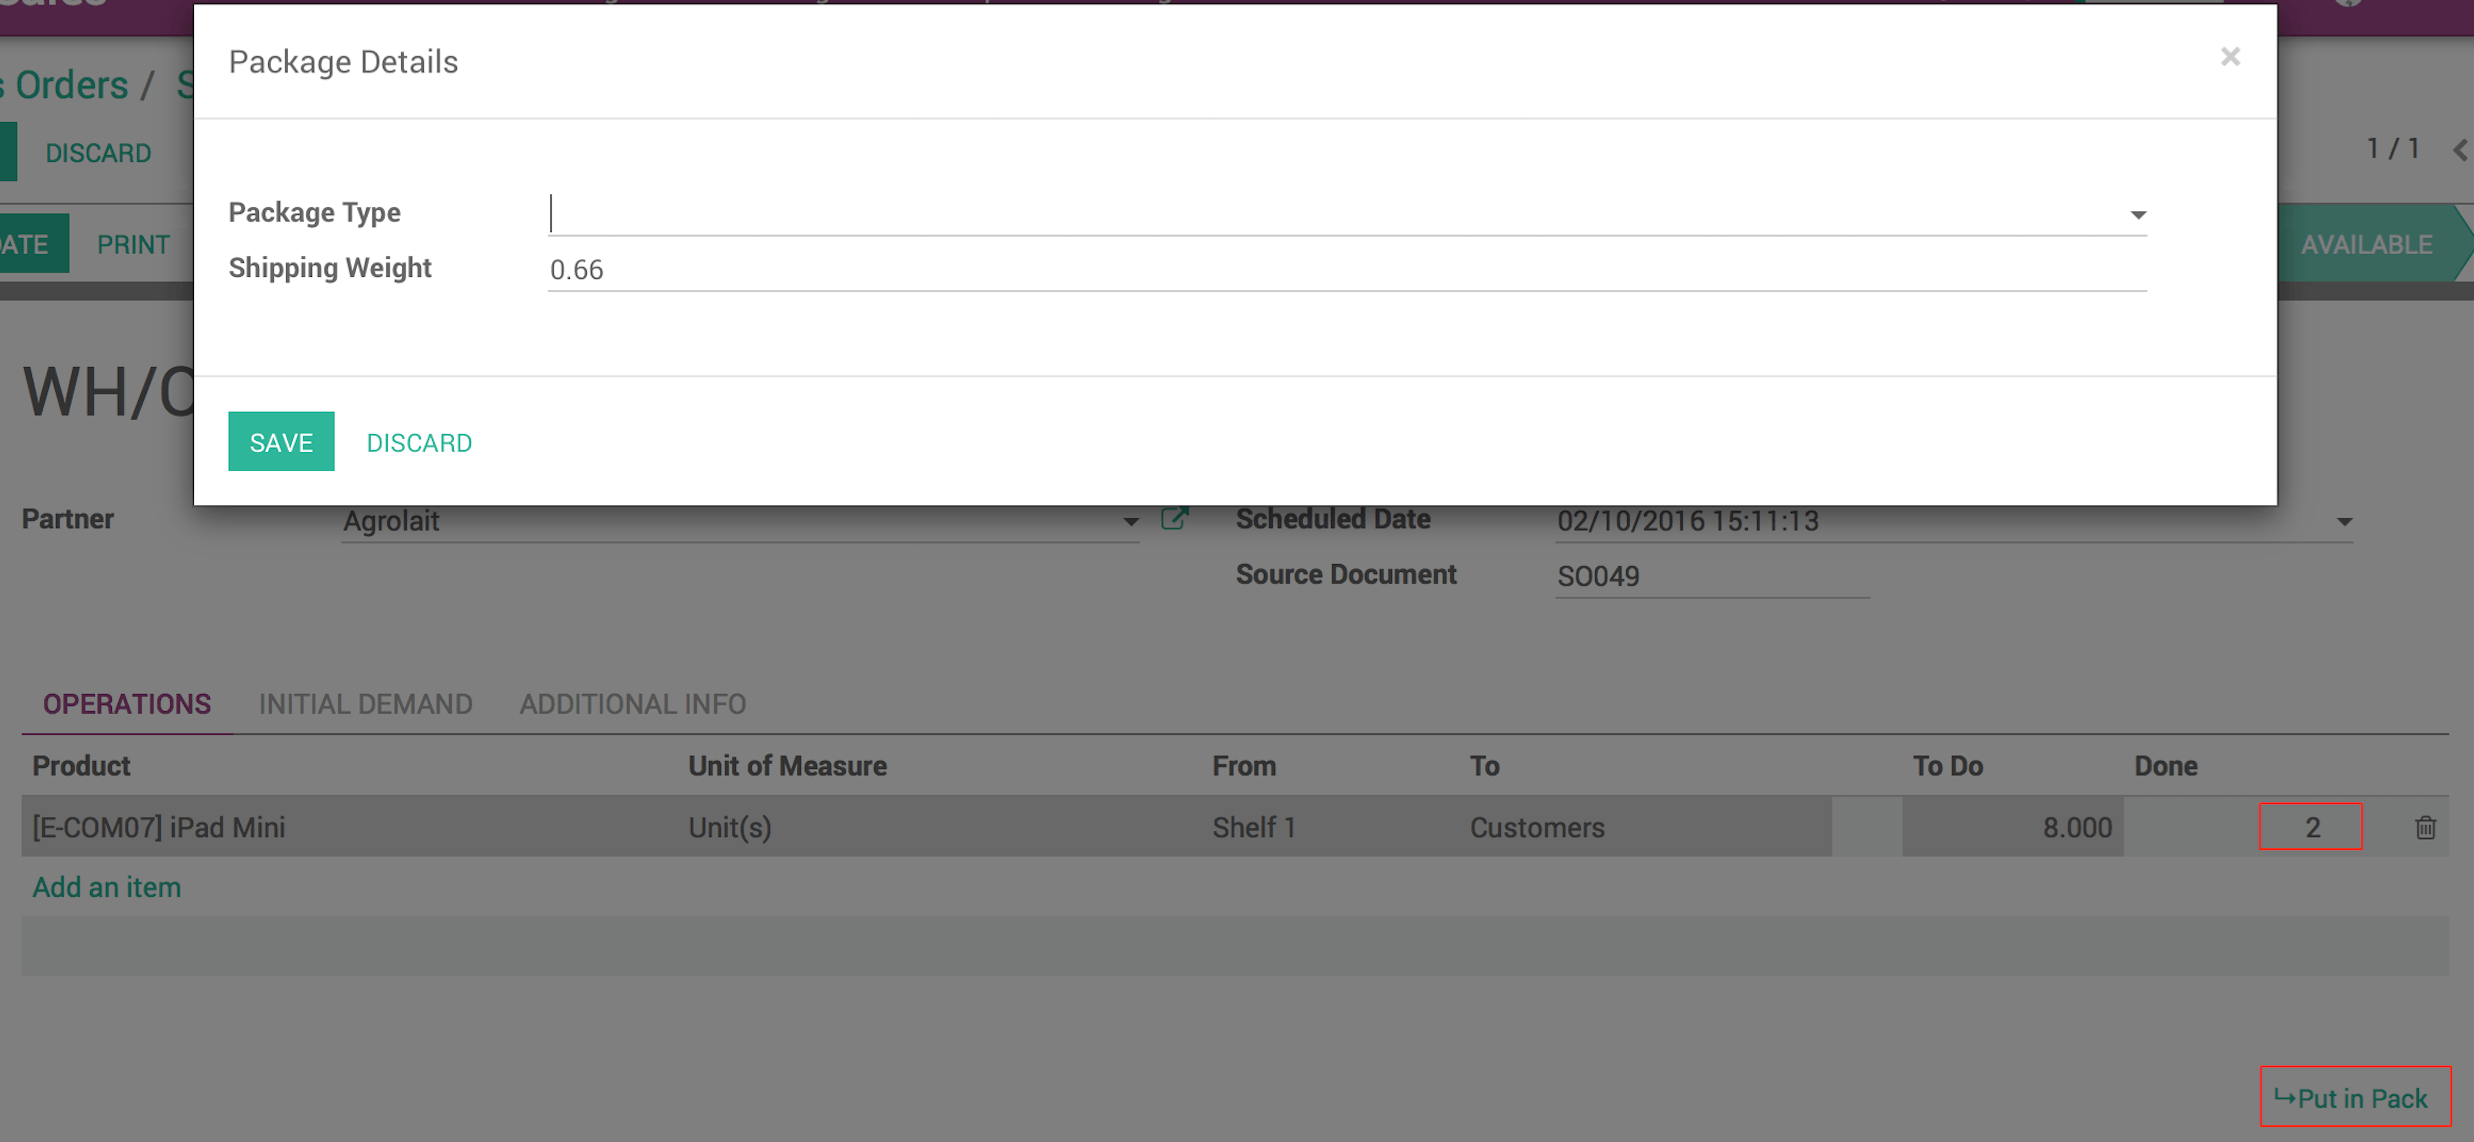 Package Details
×
s Orders / S
DISCARD
1 / 1
Package Type
Shipping Weight 0.66
DATE PRINT
AVAILABLE
WH/O
SAVE DISCARD
Partner Agrolait Scheduled Date 02/10/2016 15:11:13
Source Document SO049
OPERATIONS INITIAL DEMAND ADDITIONAL INFO
Product Unit of Measure From To To Do Done
[E-COM07] iPad Mini Unit(s) Shelf 1 Customers 8.000 2
Add an item
Put in Pack